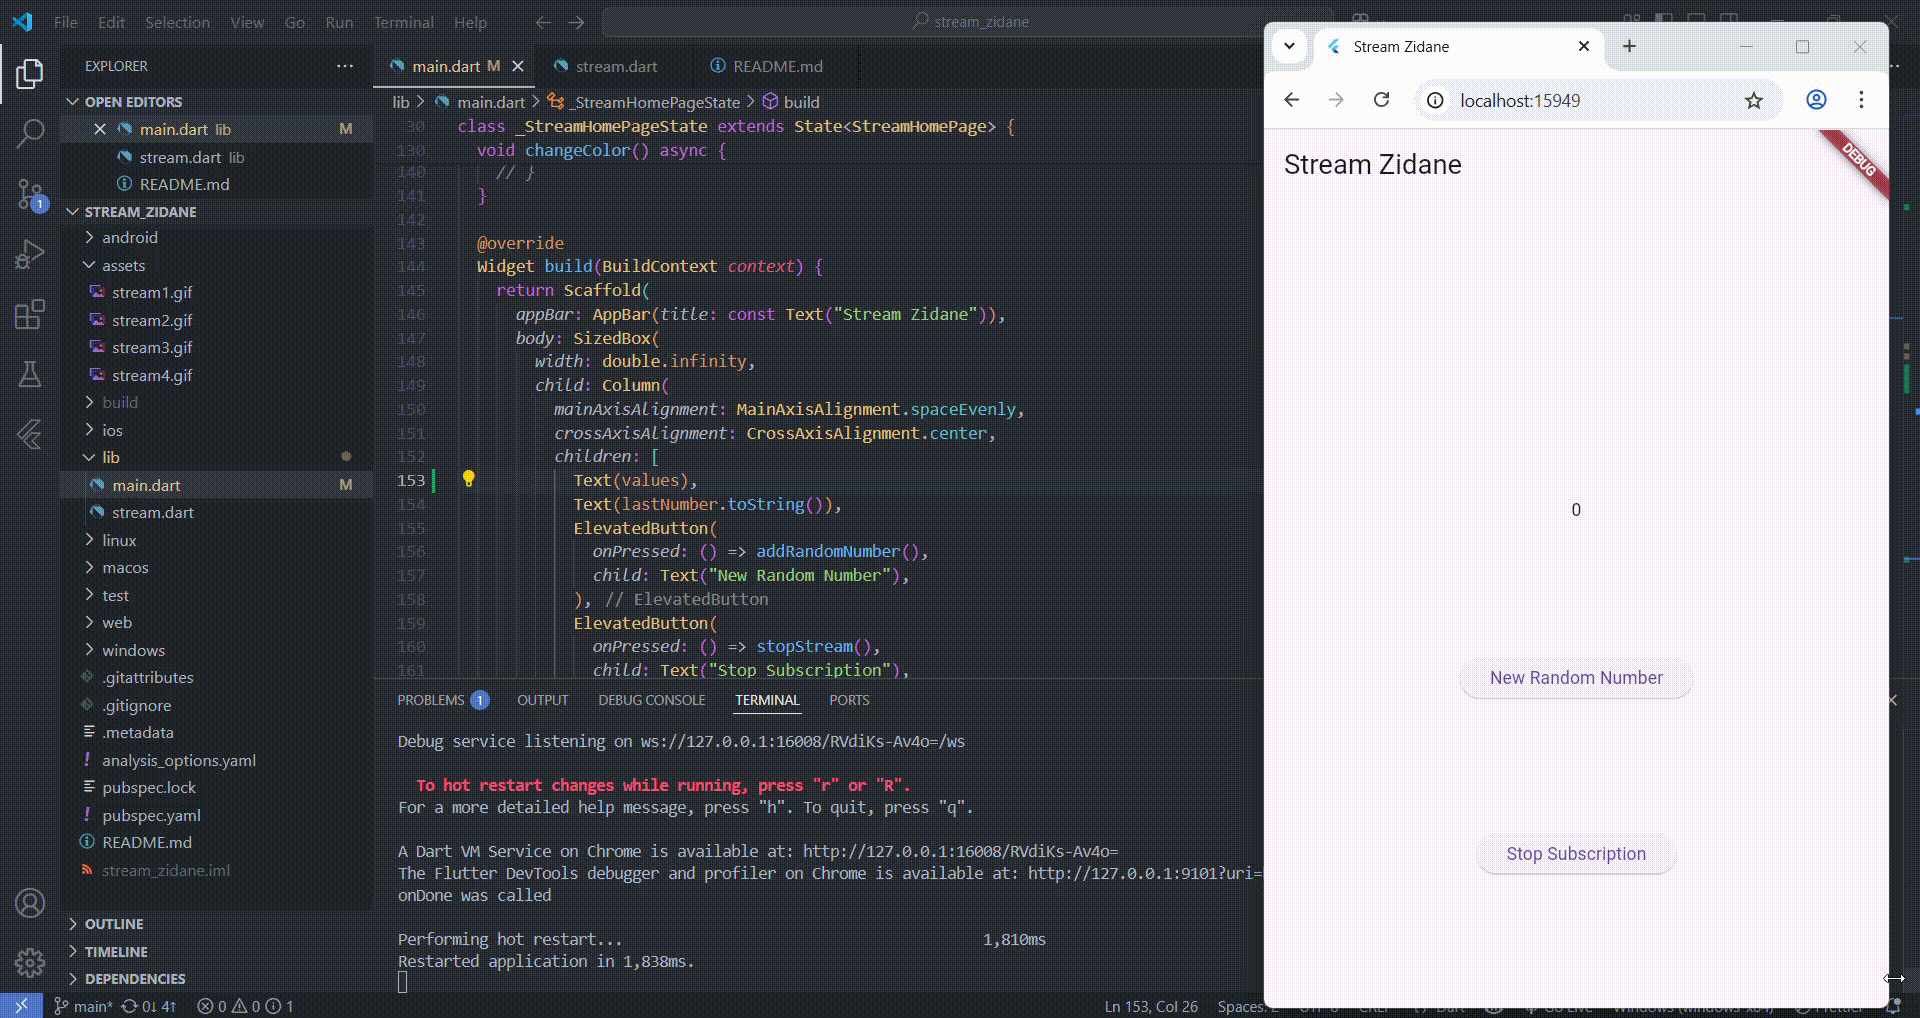 File Edit Selection View Go Run Terminal Help
stream_zidane
EXPLORER
OPEN EDITORS
main.dart lib M
stream.dart lib
README.md
STREAM_ZIDANE
android
assets
stream1.gif
stream2.gif
stream3.gif
stream4.gif
build
ios
lib
main.dart M
stream.dart
linux
macos
test
web
windows
.gitattributes
.gitignore
.metadata
analysis_options.yaml
pubspec.lock
pubspec.yaml
README.md
stream_zidane.iml
OUTLINE
TIMELINE
DEPENDENCIES
main.dart M
stream.dart
README.md
lib > main.dart > _StreamHomePageState > build
30 class _StreamHomePageState extends State<StreamHomePage> {
130 void changeColor() async {
140 // }
141 }
142
143 @override
144 Widget build(BuildContext context) {
145 return Scaffold(
146 appBar: AppBar(title: const Text("Stream Zidane")),
147 body: SizedBox(
148 width: double.infinity,
149 child: Column(
150 mainAxisAlignment: MainAxisAlignment.spaceEvenly,
151 crossAxisAlignment: CrossAxisAlignment.center,
152 children: [
153 Text(values),
154 Text(lastNumber.toString()),
155 ElevatedButton(
156 onPressed: () => addRandomNumber(),
157 child: Text("New Random Number"),
158 ), // ElevatedButton
159 ElevatedButton(
160 onPressed: () => stopStream(),
161 child: Text("Stop Subscription"),
PROBLEMS 1 OUTPUT DEBUG CONSOLE TERMINAL PORTS
Debug service listening on ws://127.0.0.1:16008/RVdiKs-Av4o=/ws
To hot restart changes while running, press "r" or "R".
For a more detailed help message, press "h". To quit, press "q".
A Dart VM Service on Chrome is available at: http://127.0.0.1:16008/RVdiKs-Av4o=
The Flutter DevTools debugger and profiler on Chrome is available at: http://127.0.0.1:9101?uri=
onDone was called
Performing hot restart... 1,810ms
Restarted application in 1,838ms.
main* 0↓ 4↑ 0 0 1
Ln 153, Col 26 Spaces:
Stream Zidane
localhost:15949
Stream Zidane
DEBUG
0
New Random Number
Stop Subscription
1